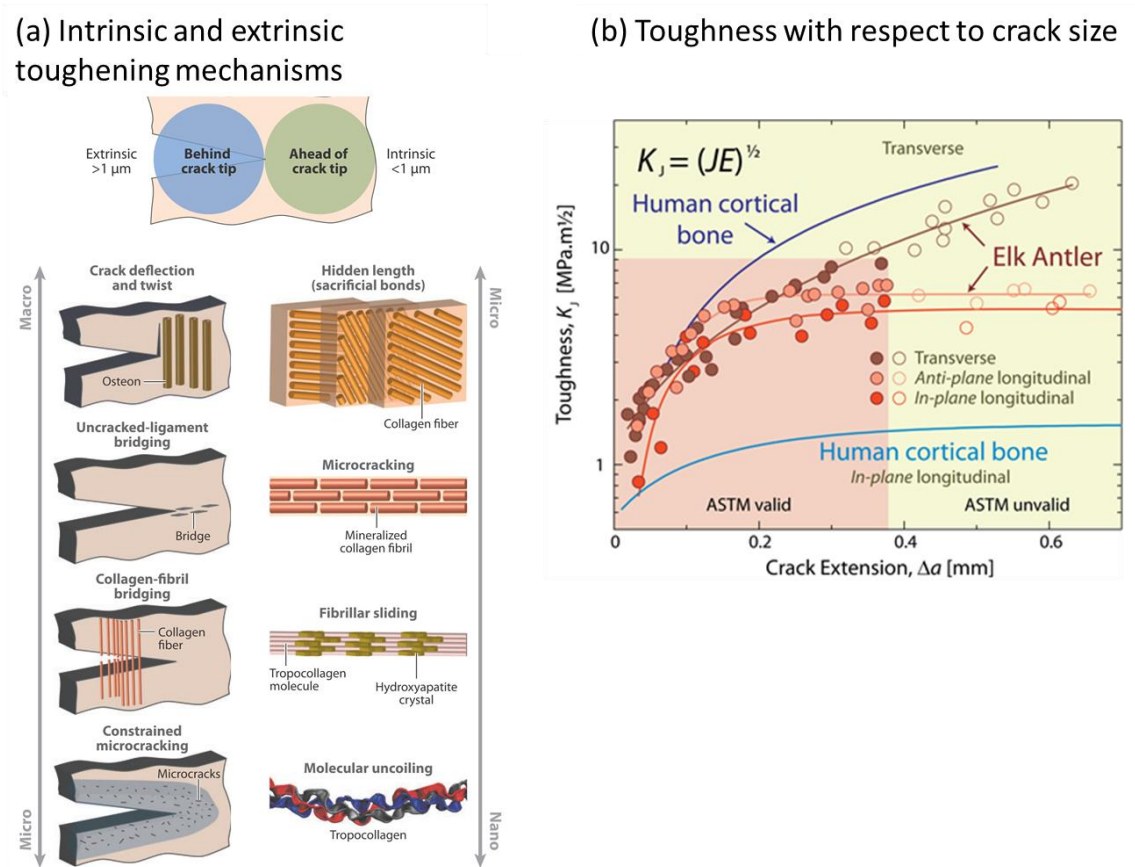 (a) Intrinsic and extrinsic
toughening mechanisms
Extrinsic
>1 μm
Behind
crack tip
Ahead of
crack tip
Intrinsic
<1 μm
Macro
Micro
Crack deflection
and twist
Osteon
Uncracked-ligament
bridging
Bridge
Collagen-fibril
bridging
Collagen
fiber
Constrained
microcracking
Microcracks
Micro
Nano
Hidden length
(sacrificial bonds)
Collagen fiber
Microcracking
Mineralized
collagen fibril
Fibrillar sliding
Tropocollagen
molecule
Hydroxyapatite
crystal
Molecular uncoiling
Tropocollagen
(b) Toughness with respect to crack size
Toughness, KJ [MPa.m½]
10
1
KJ = (JE)½
Transverse
Human cortical
bone
Elk Antler
Transverse
Anti-plane longitudinal
In-plane longitudinal
Human cortical bone
In-plane longitudinal
ASTM valid
ASTM unvalid
0
0.2
0.4
0.6
Crack Extension, Δa [mm]